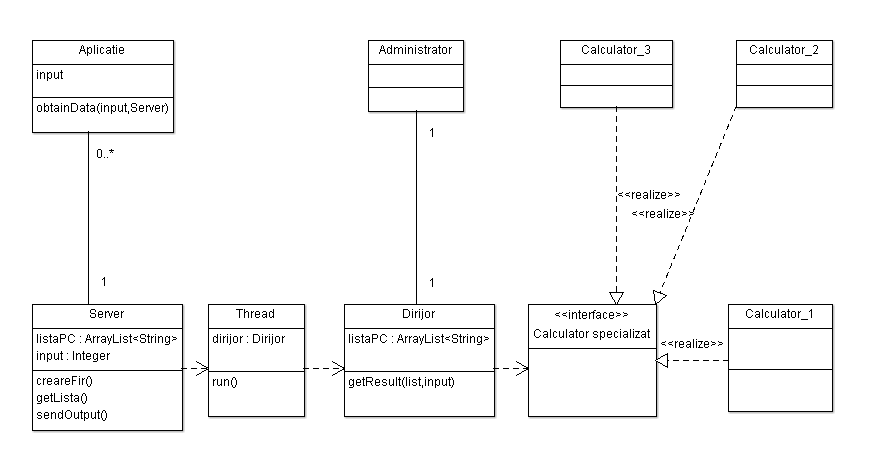 Aplicatie
input
obtainData(input,Server)
Administrator
Calculator_3
Calculator_2
0..*
1
1
1
<<realize>>
<<realize>>
Server
listaPC : ArrayList<String>
input : Integer
creareFir()
getLista()
sendOutput()
Thread
dirijor : Dirijor
run()
Dirijor
listaPC : ArrayList<String>
getResult(list,input)
<<interface>>
Calculator specializat
<<realize>>
Calculator_1